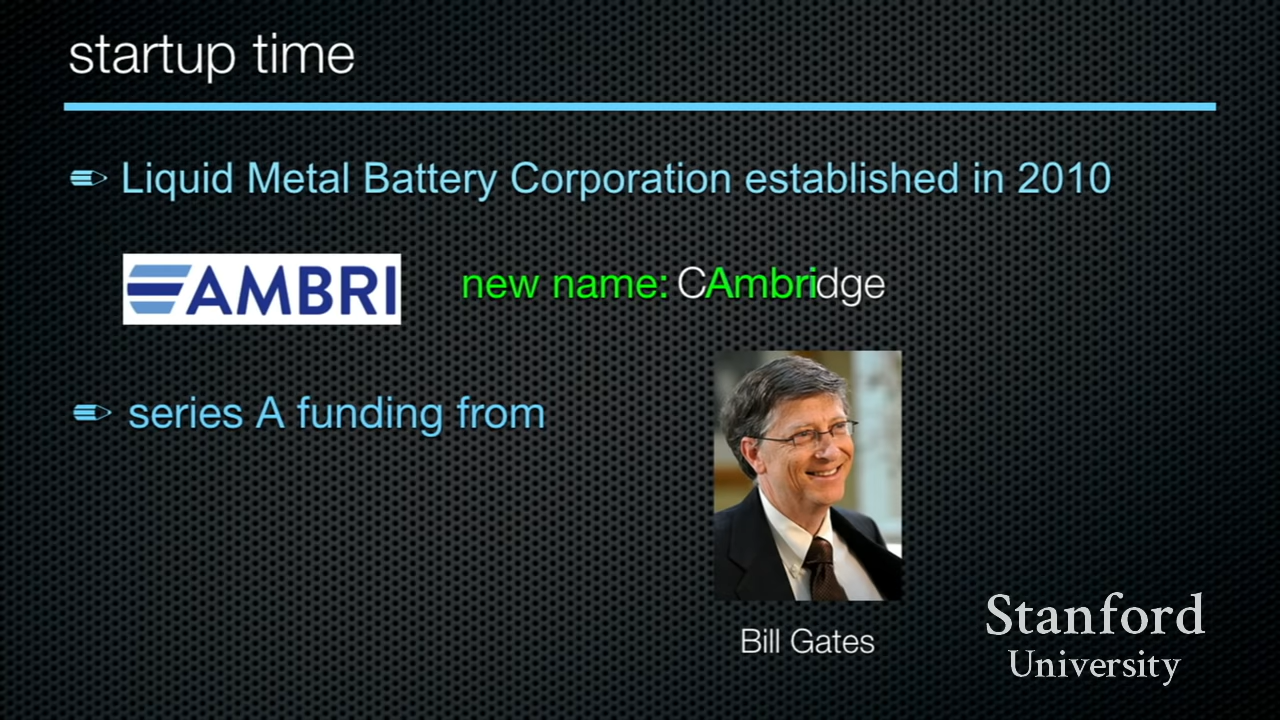 startup time
Liquid Metal Battery Corporation established in 2010
AMBRI
new name: CAmbridge
series A funding from
Bill Gates
Stanford
University